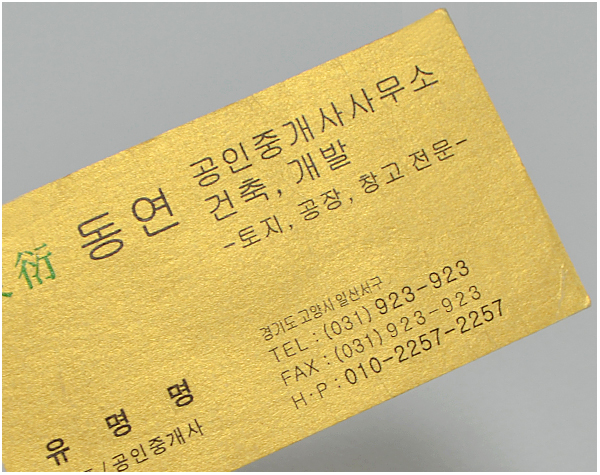 동연 공인중개사사무소
건축, 개발
-토지, 공장, 창고 전문-
衍
경기도 고양시 일산서구
TEL : (031) 923-923
FAX : (031) 923-923
H·P : 010-2257-2257
유 명 명
/ 공인중개사